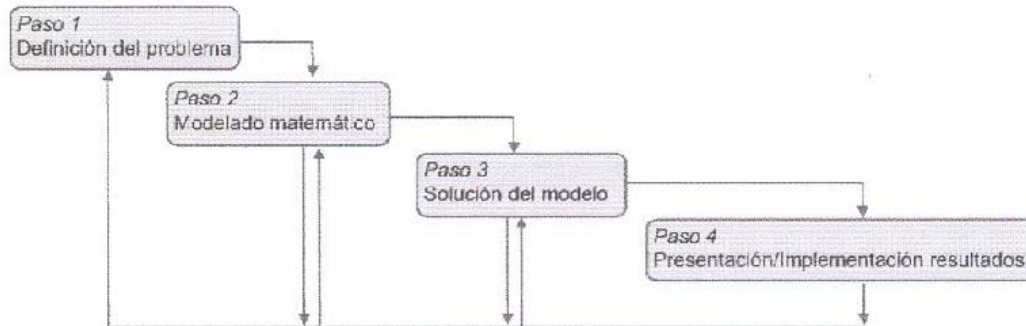 Paso 1
Definición del problema
Paso 2
Modelado matemático
Paso 3
Solución del modelo
Paso 4
Presentación/Implementación resultados